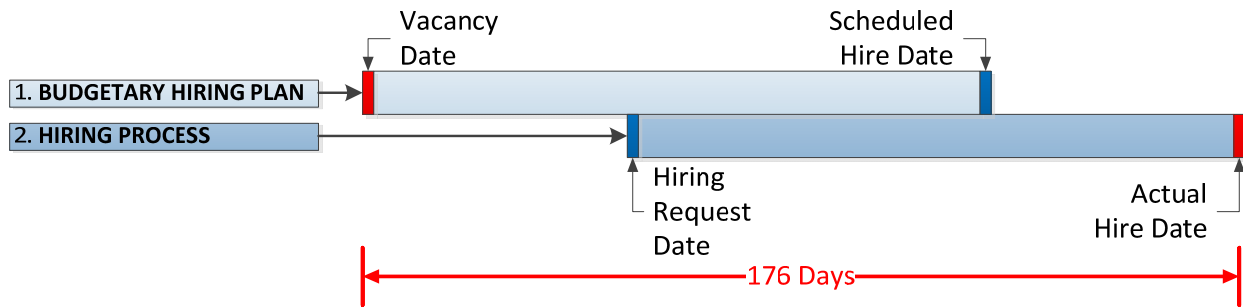 Vacancy
Date
Scheduled
Hire Date
1. BUDGETARY HIRING PLAN
2. HIRING PROCESS
Hiring
Request
Date
Actual
Hire Date
176 Days